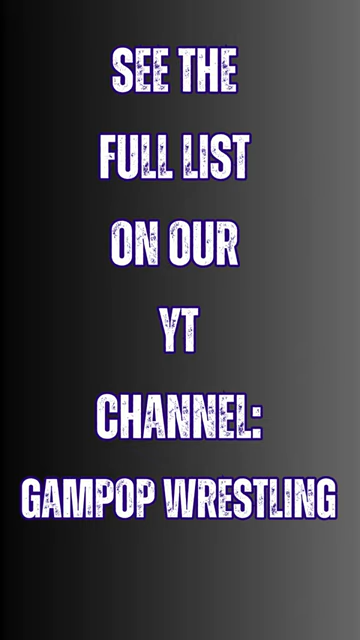 SEE THE
FULL LIST
ON OUR
YT
CHANNEL:
GAMPOP WRESTLING